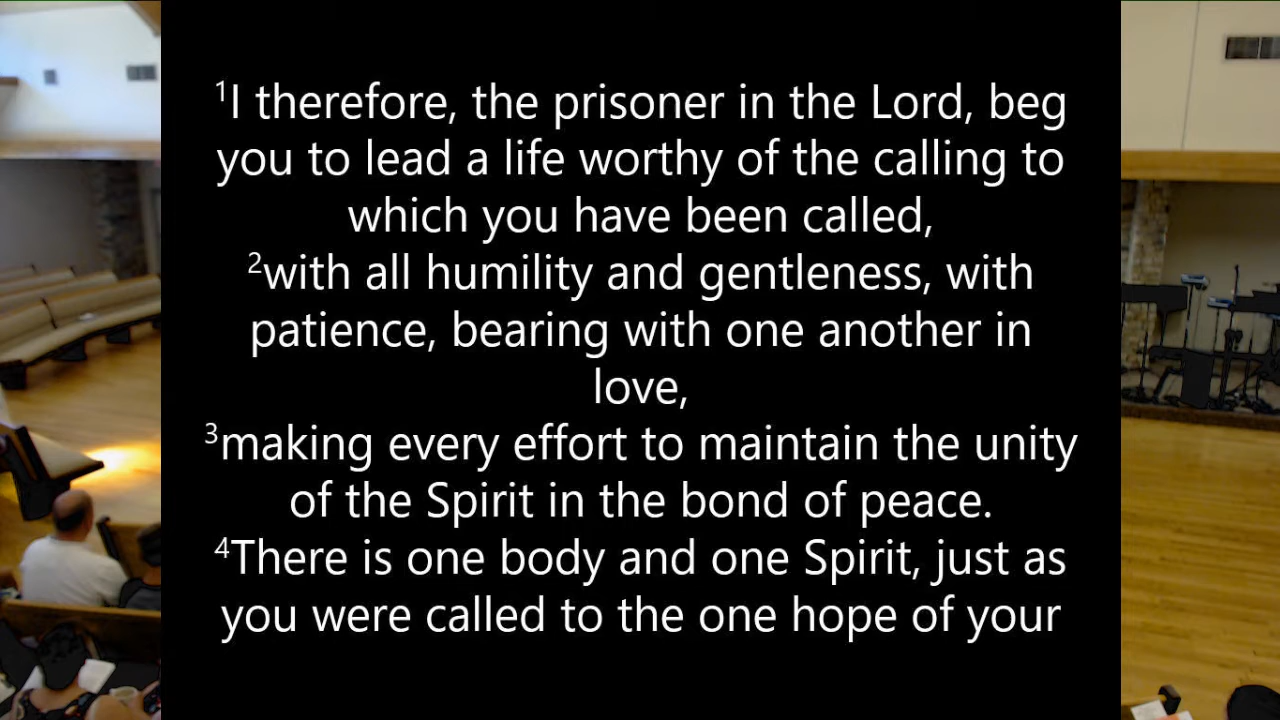 ¹I therefore, the prisoner in the Lord, beg
you to lead a life worthy of the calling to
which you have been called,
²with all humility and gentleness, with
patience, bearing with one another in
love,
³making every effort to maintain the unity
of the Spirit in the bond of peace.
⁴There is one body and one Spirit, just as
you were called to the one hope of your